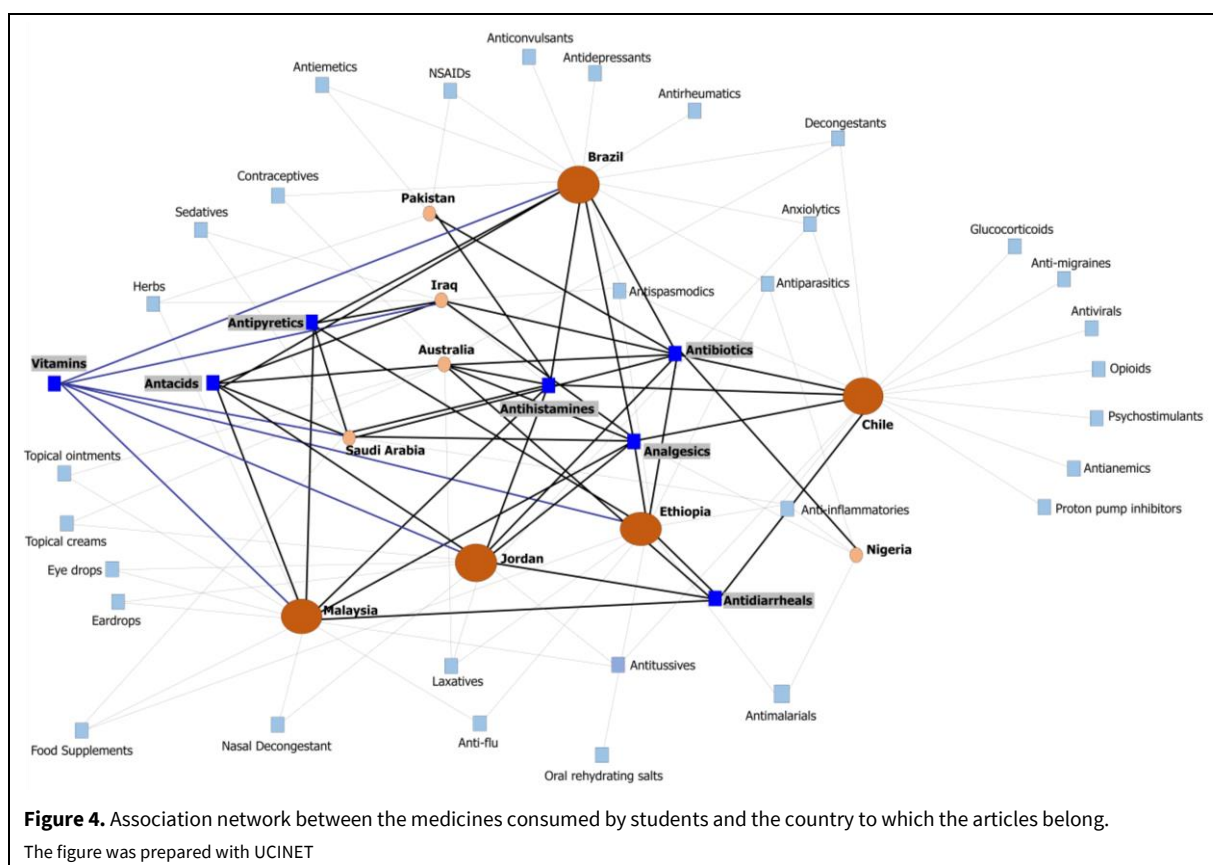 Anticonvulsants
Antidepressants
Antiemetics
NSAIDs
Antirheumatics
Decongestants
Brazil
Contraceptives
Pakistan
Anxiolytics
Sedatives
Glucocorticoids
Anti-migraines
Herbs
Iraq
Antispasmodics
Antiparasitics
Antipyretics
Antivirals
Australia
Antibiotics
Vitamins
Antacids
Opioids
Antihistamines
Psychostimulants
Chile
Saudi Arabia
Analgesics
Topical ointments
Antianemics
Ethiopia
Anti-inflammatories
Proton pump inhibitors
Topical creams
Nigeria
Jordan
Eye drops
Antidiarrheals
Malaysia
Eardrops
Antitussives
Laxatives
Antimalarials
Food Supplements
Nasal Decongestant
Anti-flu
Oral rehydrating salts
Figure 4. Association network between the medicines consumed by students and the country to which the articles belong.
The figure was prepared with UCINET